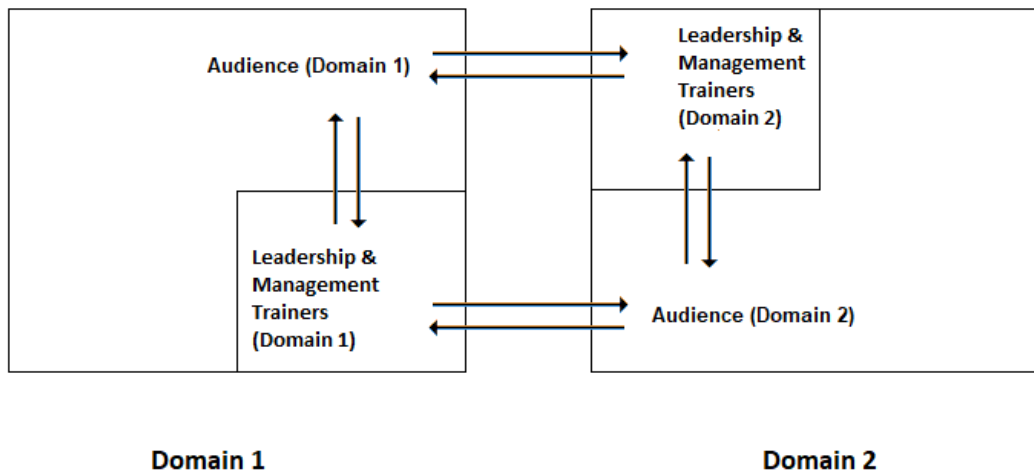 Audience (Domain 1)
Leadership &
Management
Trainers
(Domain 2)
Leadership &
Management
Trainers
(Domain 1)
Audience (Domain 2)
Domain 1
Domain 2